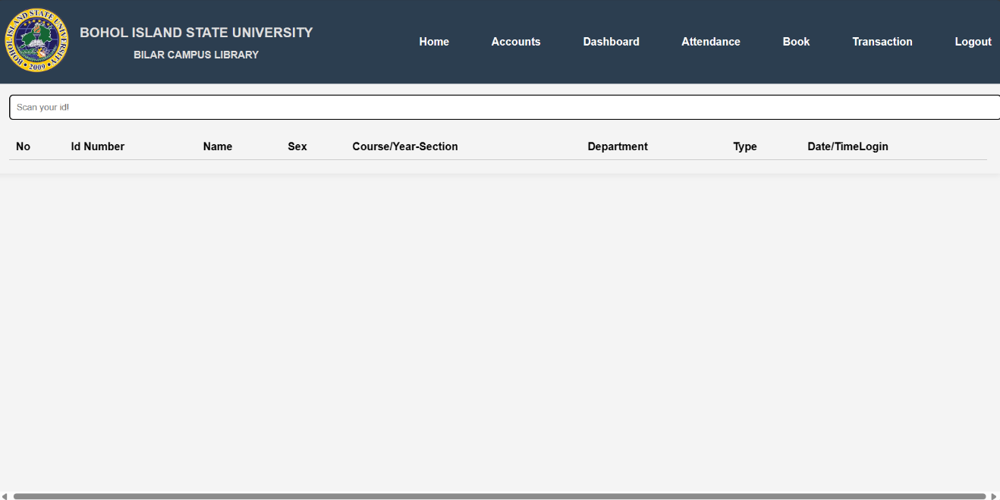 BOHOL ISLAND STATE UNIVERSITY
BILAR CAMPUS LIBRARY
BOHOL ISLAND STATE UNIVERSITY
2009
Home Accounts Dashboard Attendance Book Transaction Logout
Scan your id!
No Id Number Name Sex Course/Year-Section Department Type Date/TimeLogin